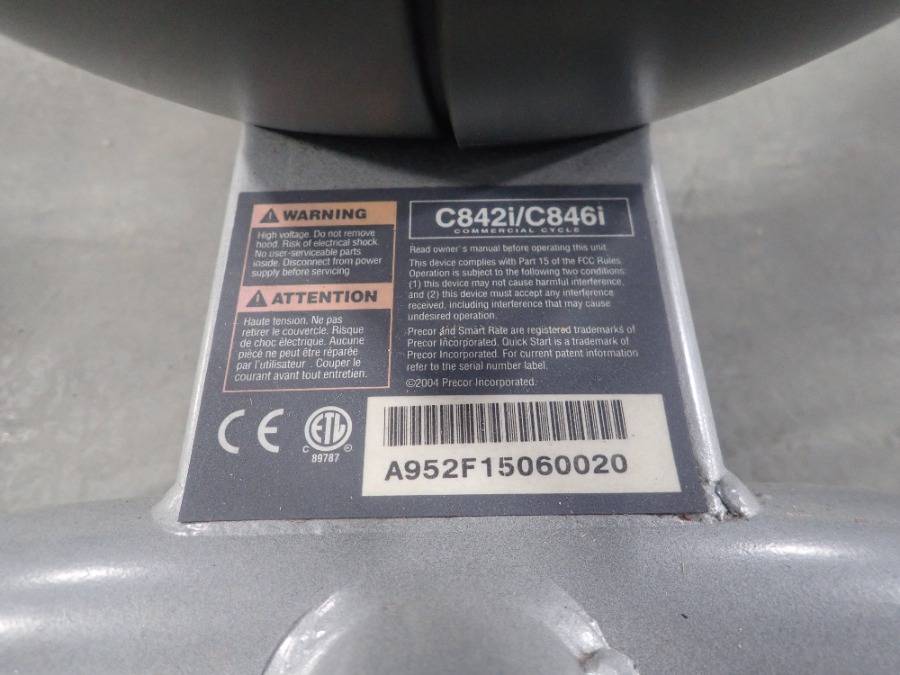 WARNING
High voltage. Do not remove
hood. Risk of electrical shock.
No user-serviceable parts
inside. Disconnect from power
supply before servicing
ATTENTION
Haute tension. Ne pas
retirer le couvercle. Risque
de choc électrique. Aucune
piéce ne peut être réparée
par l'utilisateur . Couper le
courant avant tout entretien.
C842i/C846i
COMMERCIAL CYCLE
Read owner's manual before operating this unit.
This device complies with Part 15 of the FCC Rules.
Operation is subject to the following two conditions:
(1) this device may not cause harmful interference,
and (2) this device must accept any interference
received, including interference that may cause
undesired operation.
Precor and Smart Rate are registered trademarks of
Precor Incorporated. Quick Start is a trademark of
Precor Incorporated. For current patent information
refer to the serial number label.
©2004 Precor Incorporated.
CE
ETL
C
89787
A952F15060020